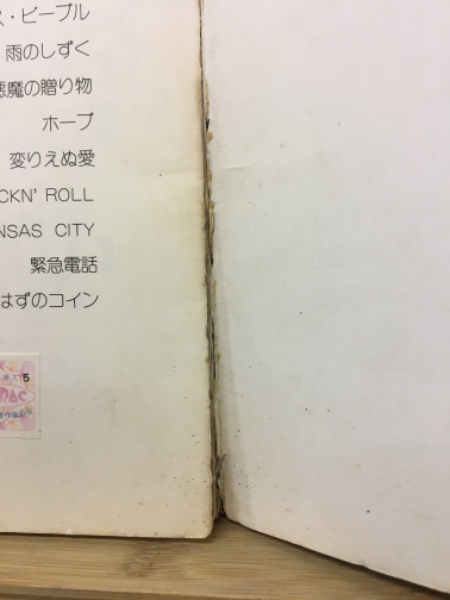 ス・ピープル
雨のしずく
悪魔の贈り物
ホープ
変りえぬ愛
CKN' ROLL
NSAS CITY
緊急電話
はずのコイン
5